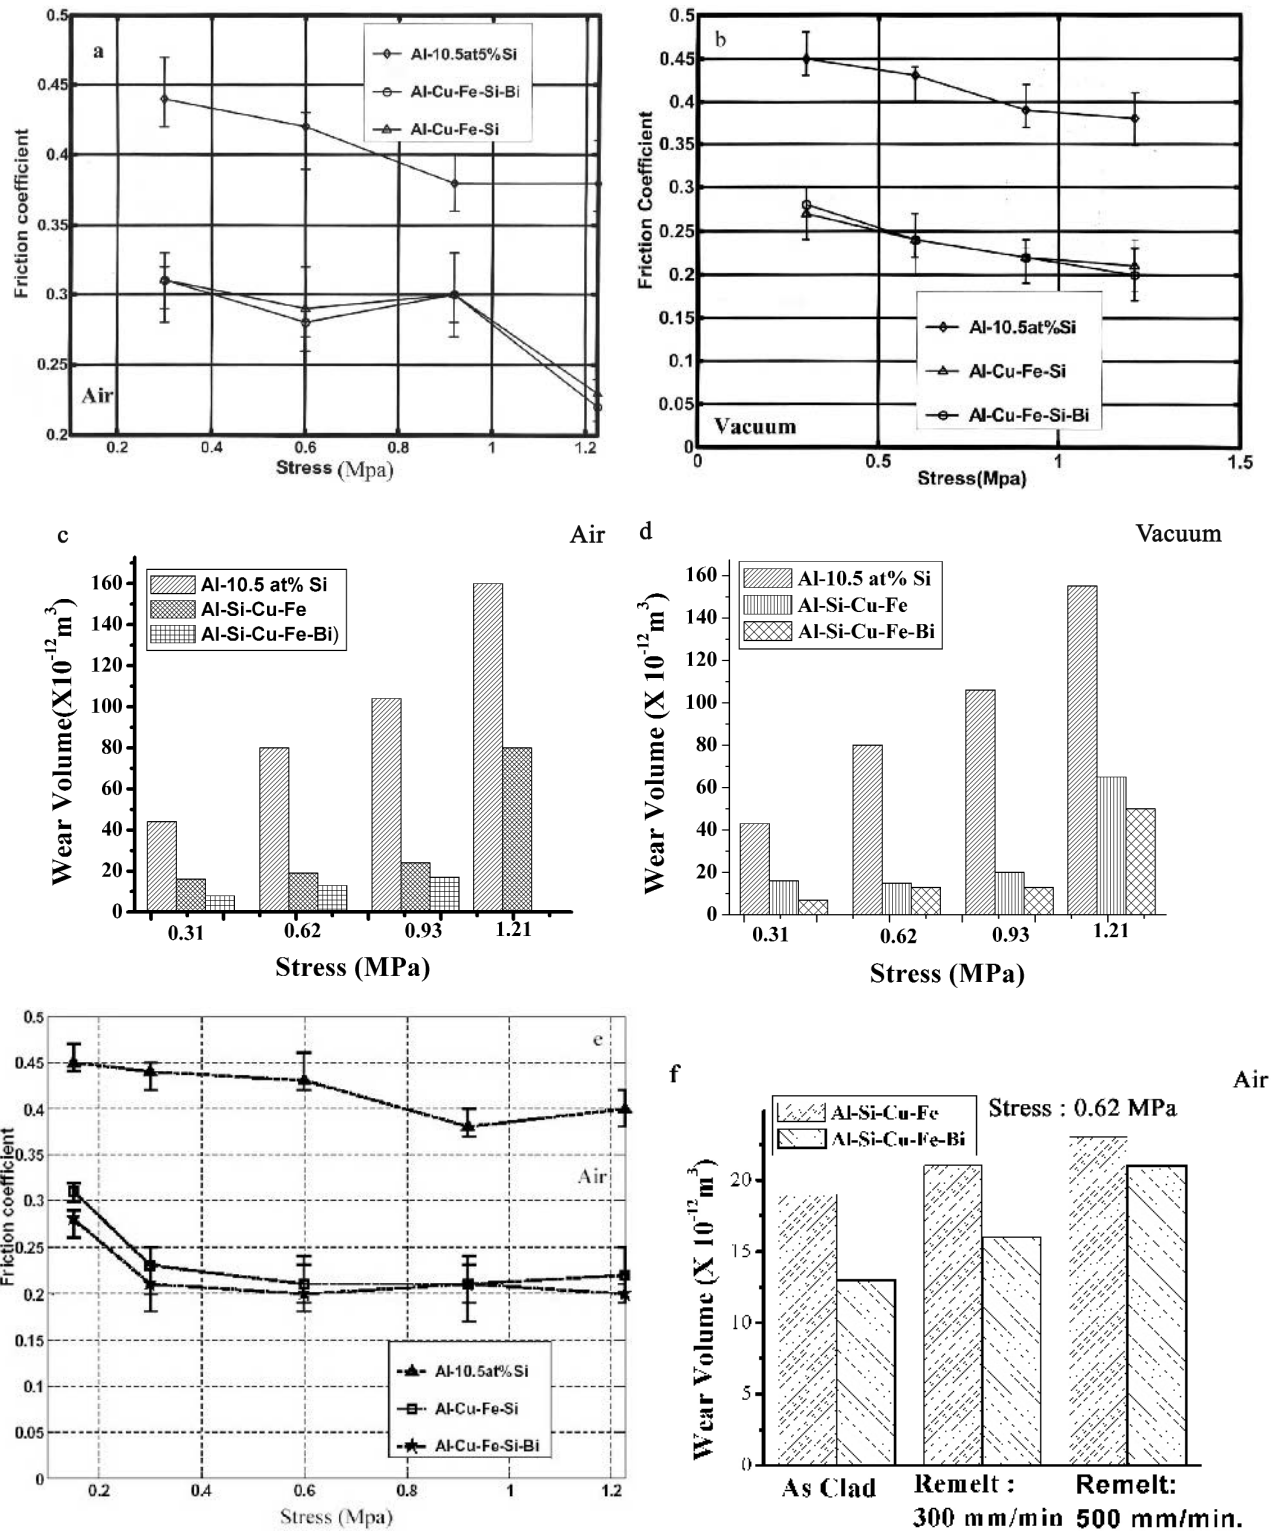 a
0.5
0.45
0.4
0.35
0.3
0.25
0.2
Friction coefficient
Al-10.5at5%Si
Al-Cu-Fe-Si-Bi
Al-Cu-Fe-Si
Air
0.2 0.4 0.6 0.8 1 1.2
Stress (Mpa)
b
0.5
0.45
0.4
0.35
0.3
0.25
0.2
0.15
0.1
0.05
0
Friction Coefficient
Al-10.5at%Si
Al-Cu-Fe-Si
Al-Cu-Fe-Si-Bi
Vacuum
0 0.5 1 1.5
Stress(Mpa)
c
Air
160
140
120
100
80
60
40
20
0
Wear Volume(X10-12m3)
Al-10.5 at% Si
Al-Si-Cu-Fe
Al-Si-Cu-Fe-Bi)
0.31 0.62 0.93 1.21
Stress (MPa)
d
Vacuum
160
140
120
100
80
60
40
20
0
Wear Volume (X 10-12m3)
Al-10.5 at% Si
Al-Si-Cu-Fe
Al-Si-Cu-Fe-Bi
0.31 0.62 0.93 1.21
Stress (MPa)
e
0.5
0.45
0.4
0.35
0.3
0.25
0.2
0.15
0.1
0.05
0
Friction coefficient
Air
Al-10.5at%Si
Al-Cu-Fe-Si
Al-Cu-Fe-Si-Bi
0.2 0.4 0.6 0.8 1 1.2
Stress (Mpa)
f
Air
Al-Si-Cu-Fe
Al-Si-Cu-Fe-Bi
Stress : 0.62 MPa
20
15
10
5
0
Wear Volume (X 10-12m3)
As Clad
Remelt :
300 mm/min
Remelt:
500 mm/min.